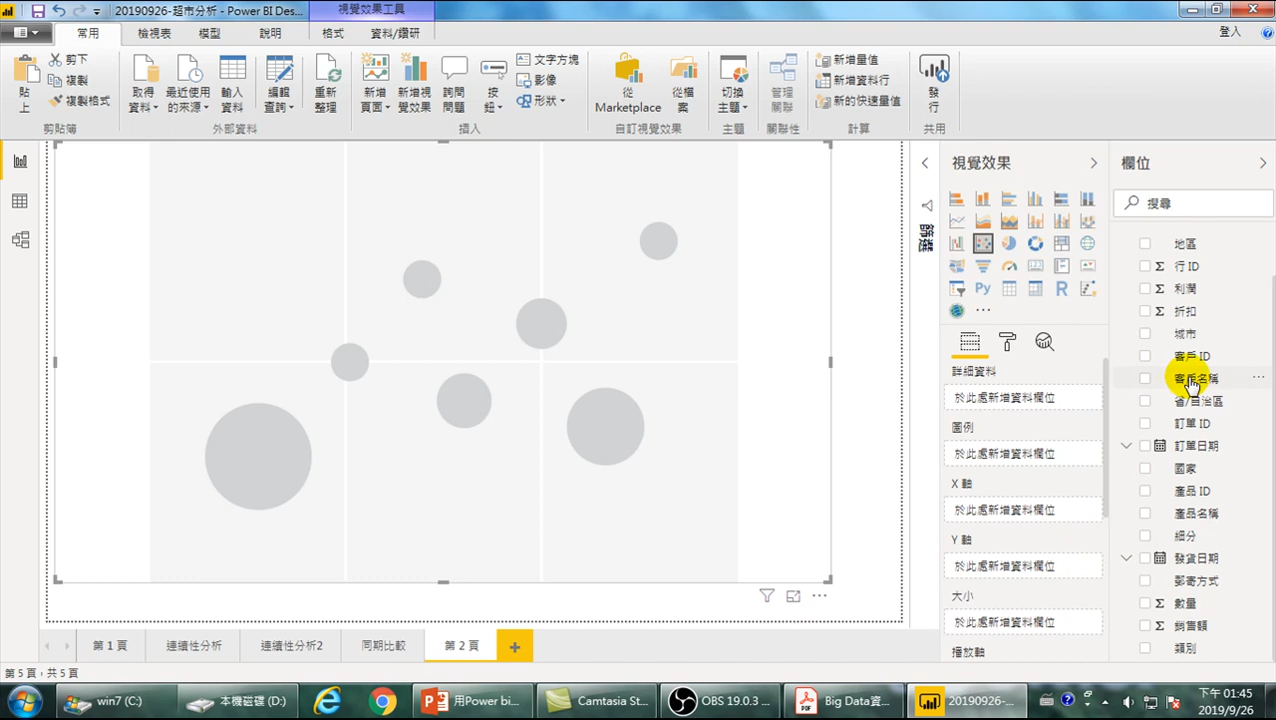 20190926-超市分析 - Power BI Des...
視覺效果工具
常用
檢視表
模型
說明
格式
資料/鑽研
登入
貼上
剪下
複製
複製格式
剪貼簿
取得資料
最近使用的來源
輸入資料
編輯查詢
重新整理
外部資料
新增頁面
新增視覺效果
詢問問題
按鈕
文字方塊
影像
形狀
插入
從 Marketplace
從檔案
自訂視覺效果
切換主題
主題
管理關聯
關聯性
新增量值
新增資料行
新的快速量值
計算
發行
共用
篩選
視覺效果
Py
R
詳細資料
於此處新增資料欄位
圖例
於此處新增資料欄位
X 軸
於此處新增資料欄位
Y 軸
於此處新增資料欄位
大小
於此處新增資料欄位
播放軸
欄位
搜尋
地區
行 ID
利潤
折扣
城市
客戶 ID
客戶名稱
省/自治區
訂單 ID
訂單日期
國家
產品 ID
產品名稱
細分
發貨日期
郵寄方式
數量
銷售額
類別
第 1 頁
連續性分析
連續性分析2
同期比較
第 2 頁
第 5 頁，共 5 頁
win7 (C:)
本機磁碟 (D:)
用Power bi...
Camtasia St...
OBS 19.0.3 ...
Big Data資...
20190926-...
下午 01:45
2019/9/26